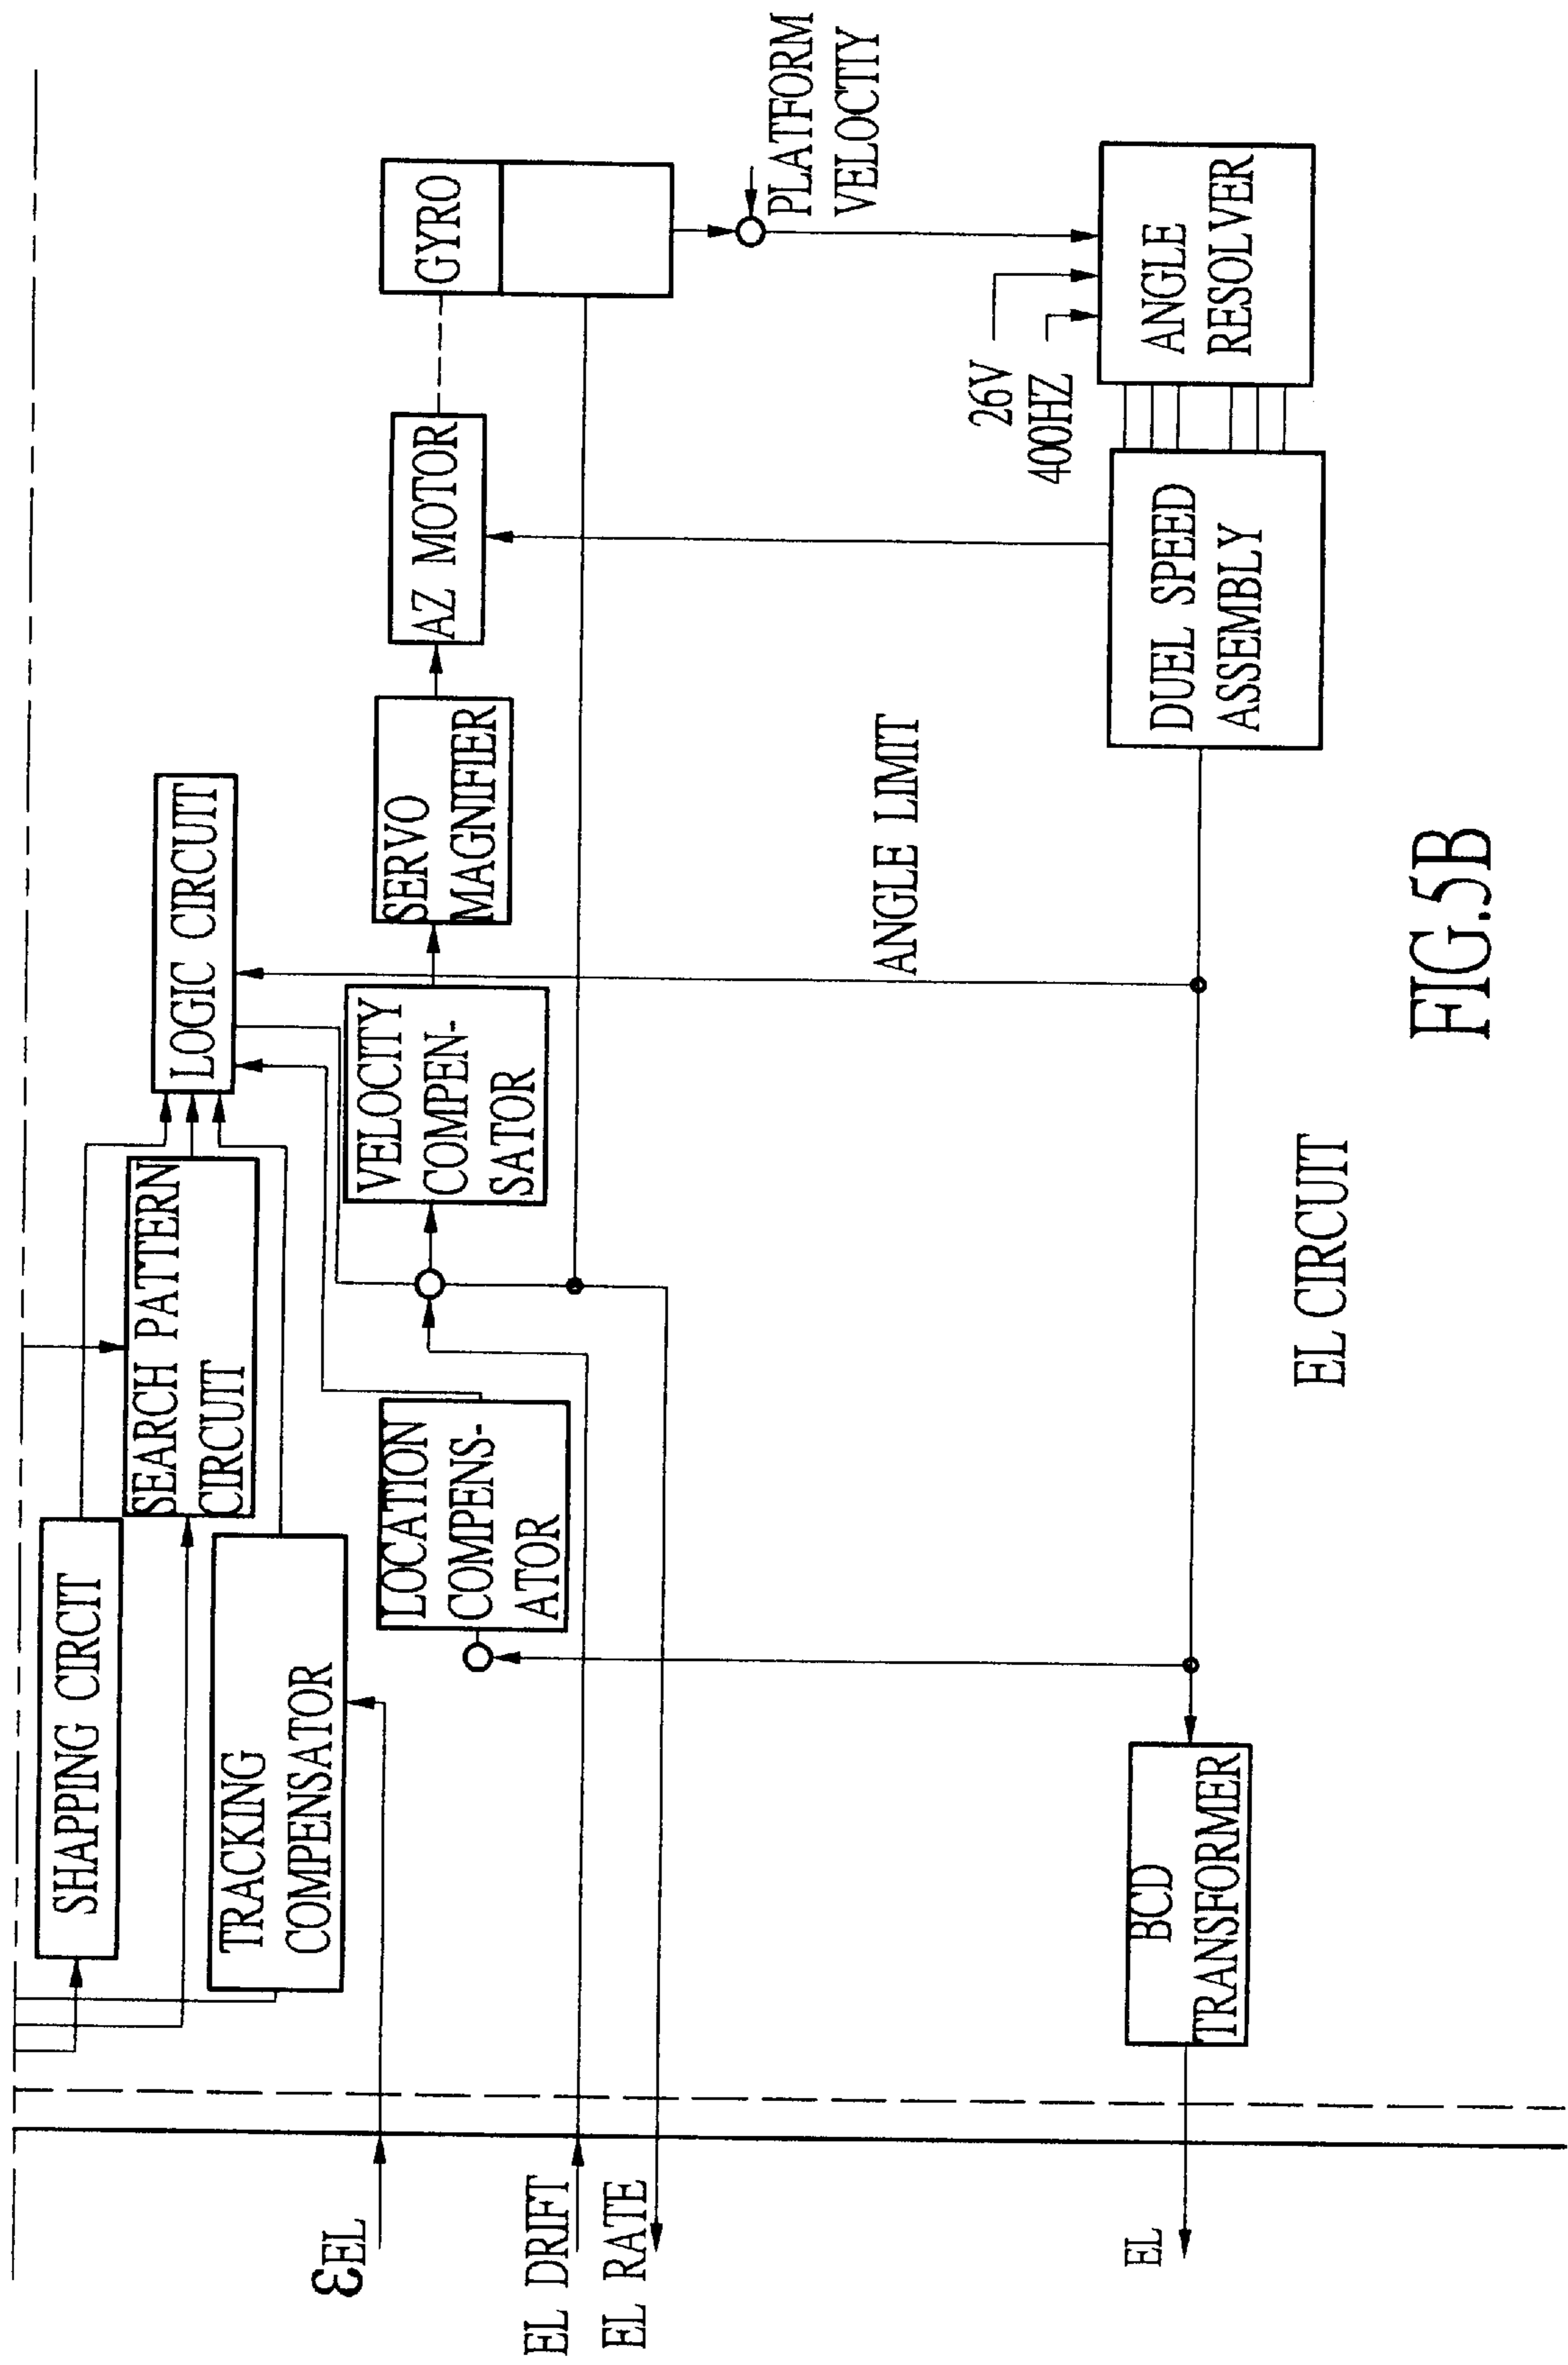 SHAPPING CIRCIT
SEARCH PATTERN
CIRCUIT
LOGIC CIRCUIT
TRACKING
COMPENSATOR
εEL
LOCATION
COMPENS-
ATOR
VELOCITY
COMPEN-
SATOR
SERVO
MAGNIFIER
AZ MOTOR
GYRO
EL DRIFT
EL RATE
PLATFORM
VELOCTIY
ANGLE LIMIT
26V
400HZ
EL
BCD
TRANSFORMER
DUEL SPEED
ASSEMBLY
ANGLE
RESOLVER
EL CIRCUIT
FIG.5B